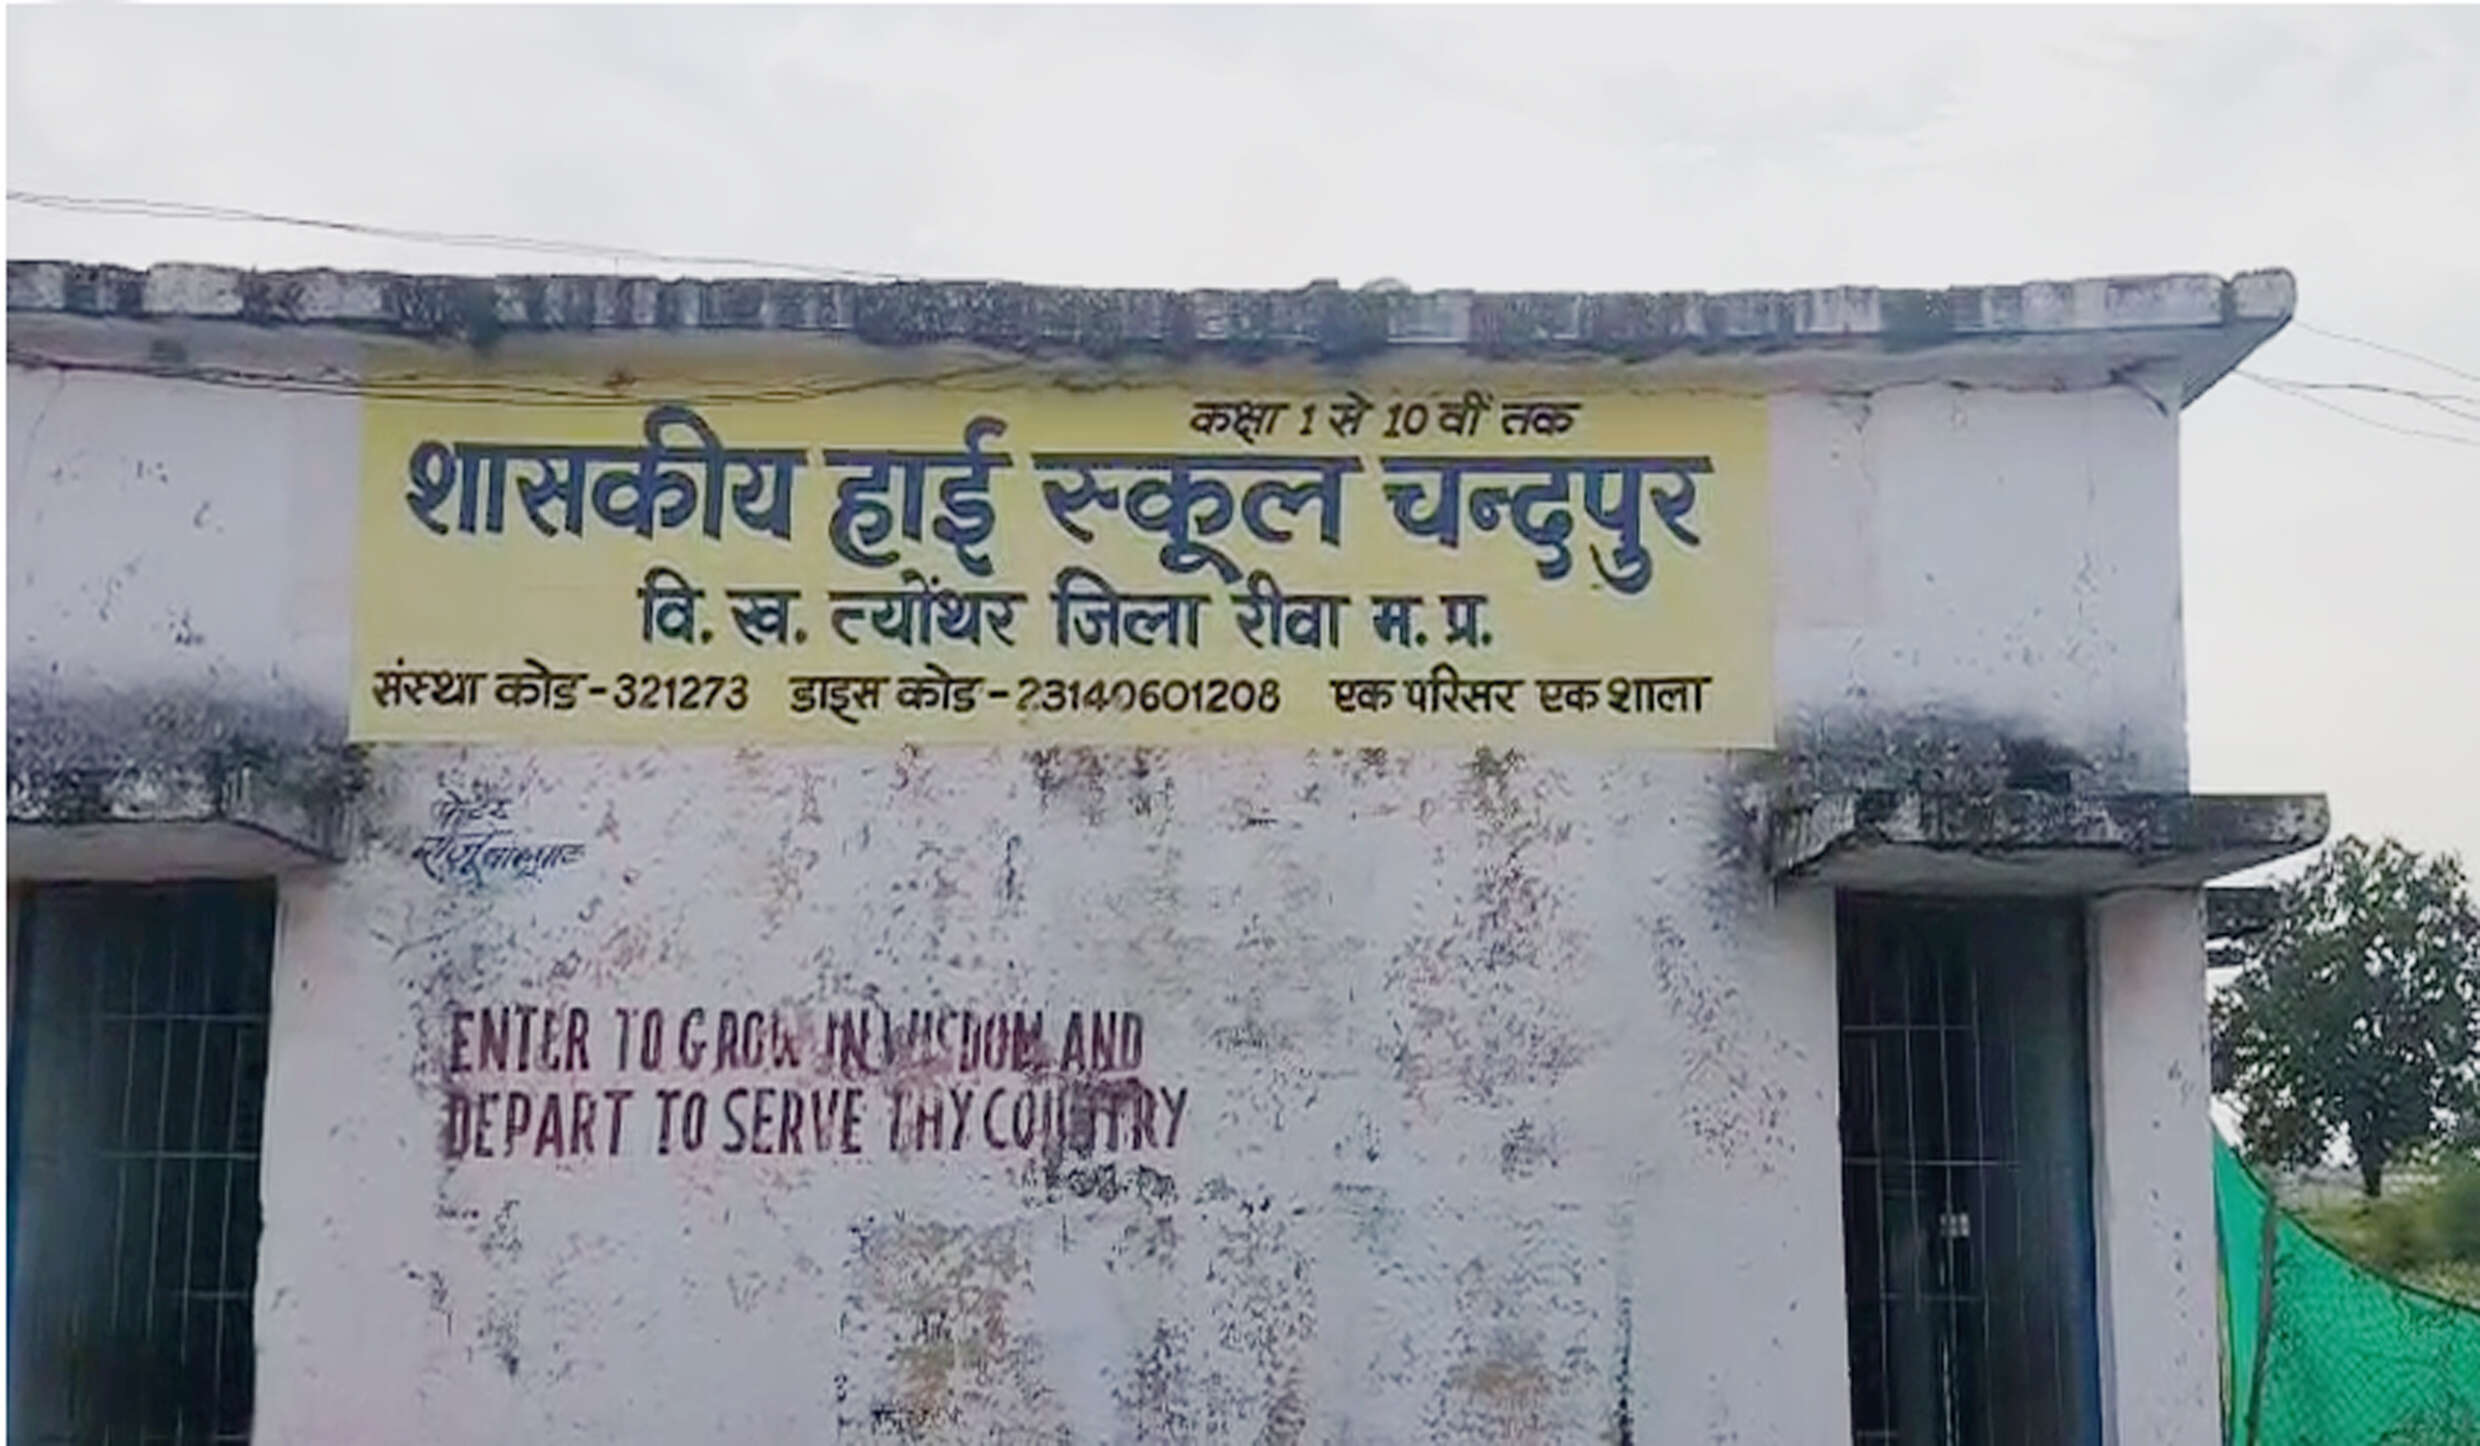 कक्षा 1 से 10 वीं तक
शासकीय हाई स्कूल चन्दपुर
वि. ख. त्योंथर जिला रीवा म. प्र.
संस्था कोड-321273 डाइस कोड-23140601208 एक परिसर एक शाला
ENTER TO GROW IN WISDOM AND
DEPART TO SERVE THY COUNTRY